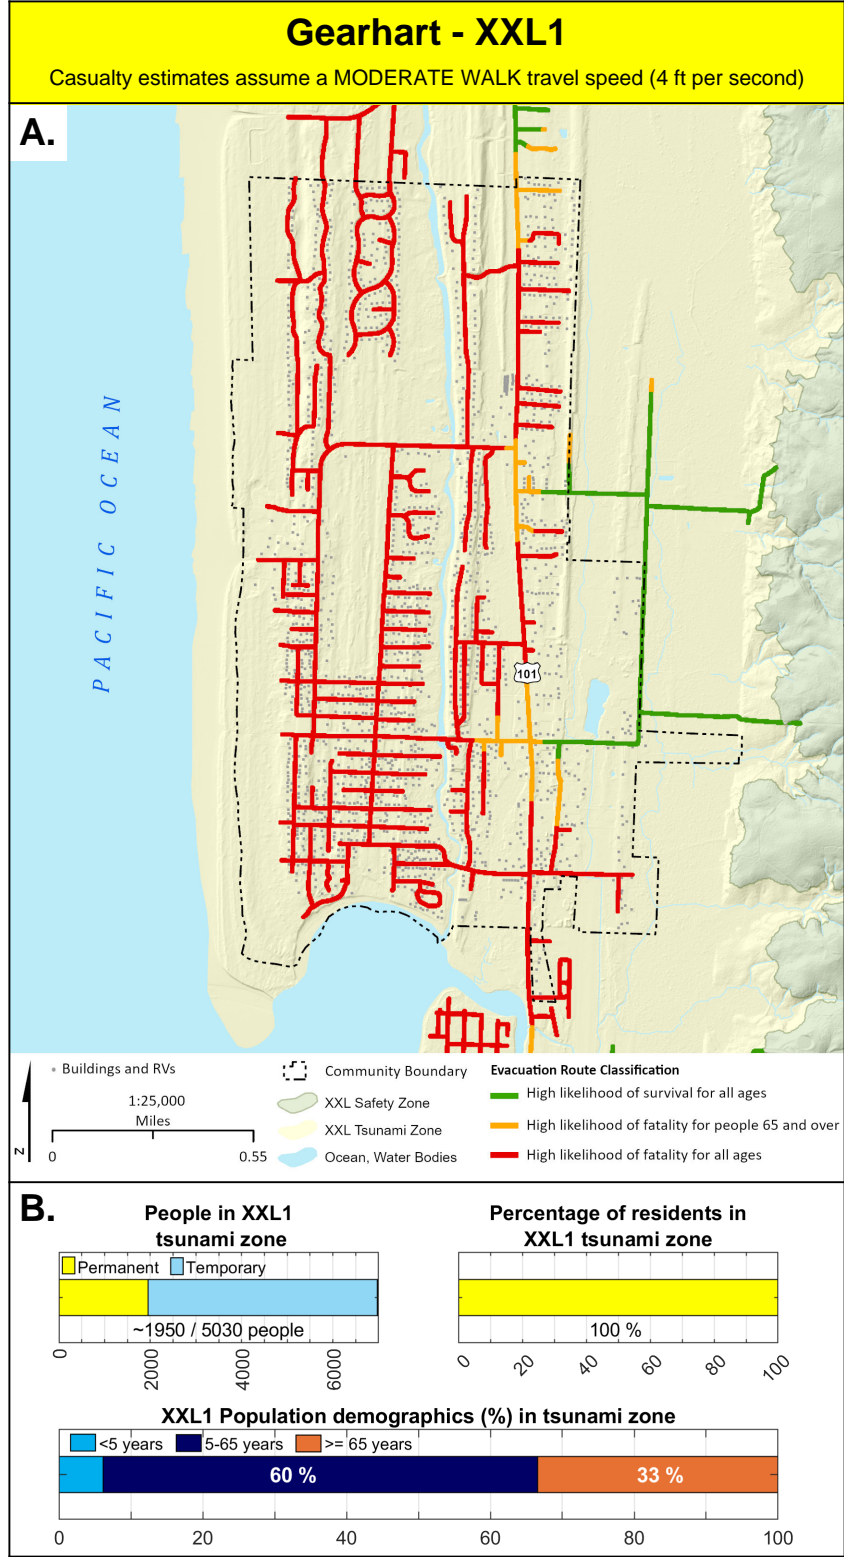 Gearhart - XXL1
Casualty estimates assume a MODERATE WALK travel speed (4 ft per second)
A.
PACIFIC OCEAN
101
Buildings and RVs
1:25,000
Miles
0 0.55
z
Community Boundary
XXL Safety Zone
XXL Tsunami Zone
Ocean, Water Bodies
Evacuation Route Classification
High likelihood of survival for all ages
High likelihood of fatality for people 65 and over
High likelihood of fatality for all ages
B.
People in XXL1
tsunami zone
Permanent Temporary
~1950 / 5030 people
0 2000 4000 6000
Percentage of residents in
XXL1 tsunami zone
100 %
0 20 40 60 80 100
XXL1 Population demographics (%) in tsunami zone
<5 years 5-65 years >= 65 years
60 % 33 %
0 20 40 60 80 100